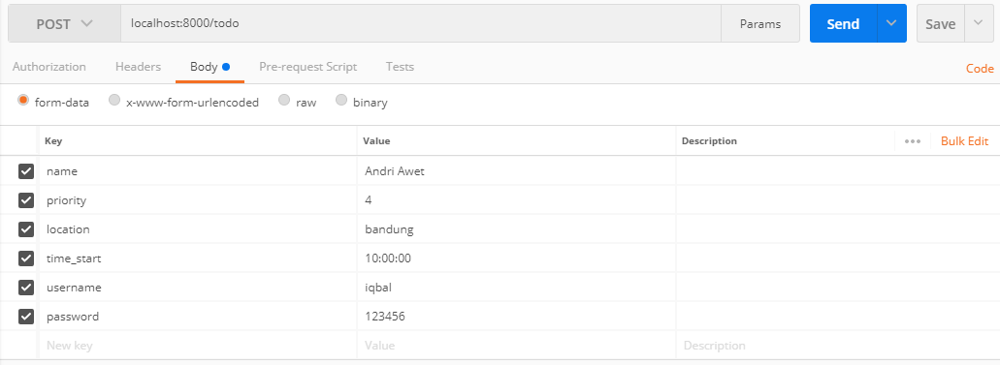 POST localhost:8000/todo Params Send Save
Authorization Headers Body Pre-request Script Tests Code
form-data x-www-form-urlencoded raw binary
Key Value Description ••• Bulk Edit
name Andri Awet
priority 4
location bandung
time_start 10:00:00
username iqbal
password 123456
New key Value Description